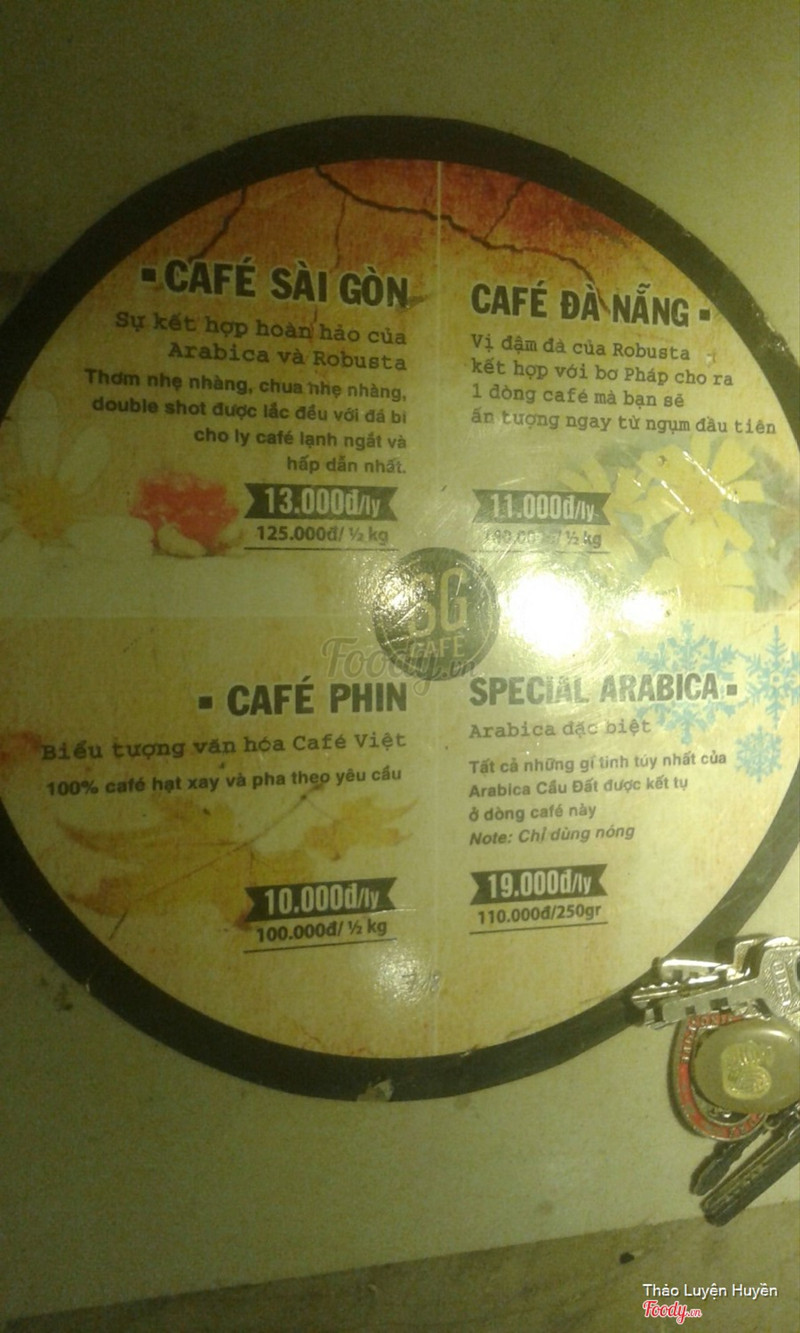 CAFÉ SÀI GÒN
Sự kết hợp hoàn hảo của
Arabica và Robusta
Thơm nhẹ nhàng, chua nhẹ nhàng,
double shot được lắc đều với đá bi
cho ly café lạnh ngắt và
hấp dẫn nhất.
13.000đ/ly
125.000đ/ ½ kg
CAFÉ ĐÀ NẴNG
Vị đậm đà của Robusta
kết hợp với bơ Pháp cho ra
1 dòng café mà bạn sẽ
ấn tượng ngay từ ngụm đầu tiên
11.000đ/ly
½ kg
SG
CAFÉ
Foody.vn
CAFÉ PHIN
Biểu tượng văn hóa Café Việt
100% café hạt xay và pha theo yêu cầu
10.000đ/ly
100.000đ/ ½ kg
SPECIAL ARABICA
Arabica đặc biệt
Tất cả những gì tinh túy nhất của
Arabica Cầu Đất được kết tụ
ở dòng café này
Note: Chỉ dùng nóng
19.000đ/ly
110.000đ/250gr
Thảo Luyện Huyền
Foody.vn